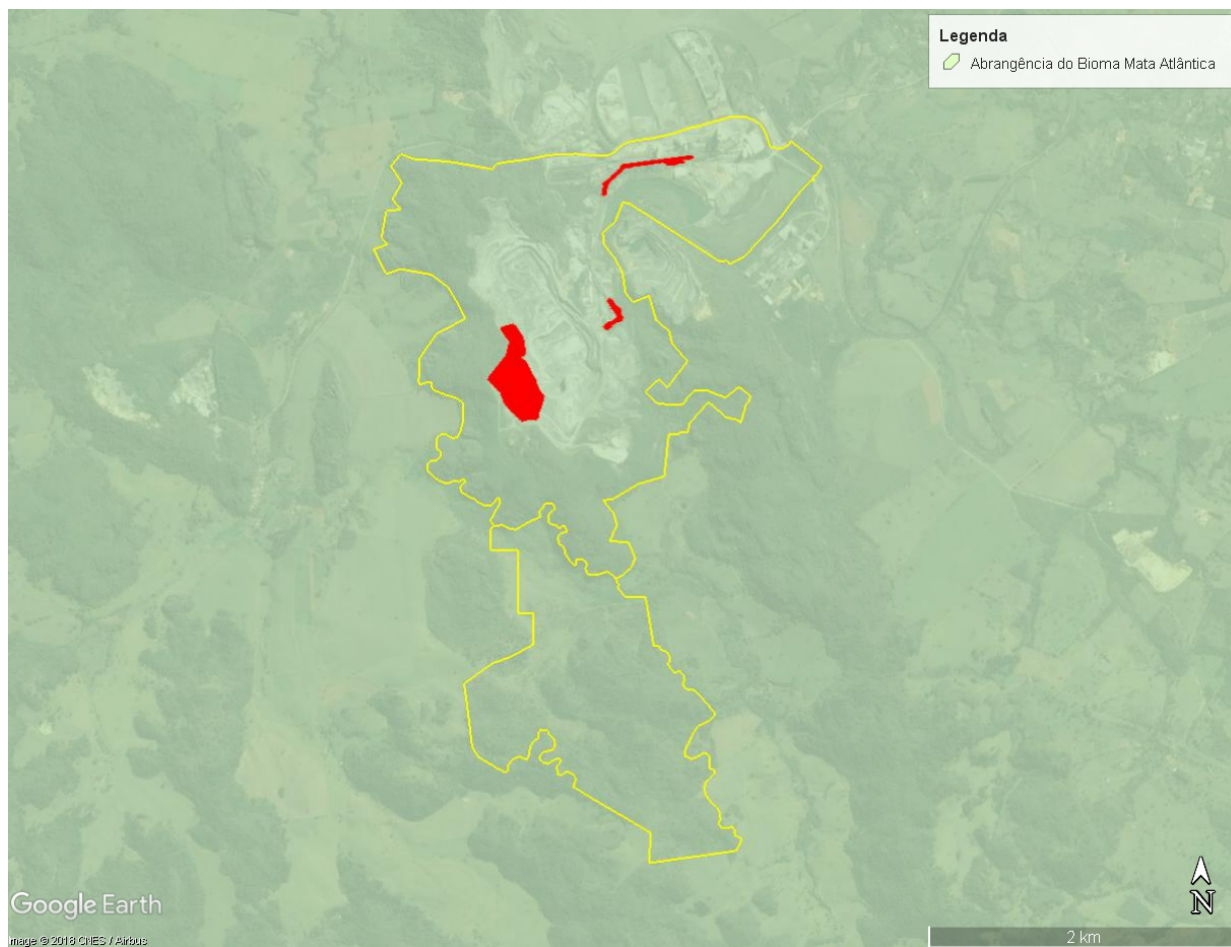 Legenda
Abrangência do Bioma Mata Atlântica
N
Google Earth
Image © 2018 CNES / Airbus
2 km